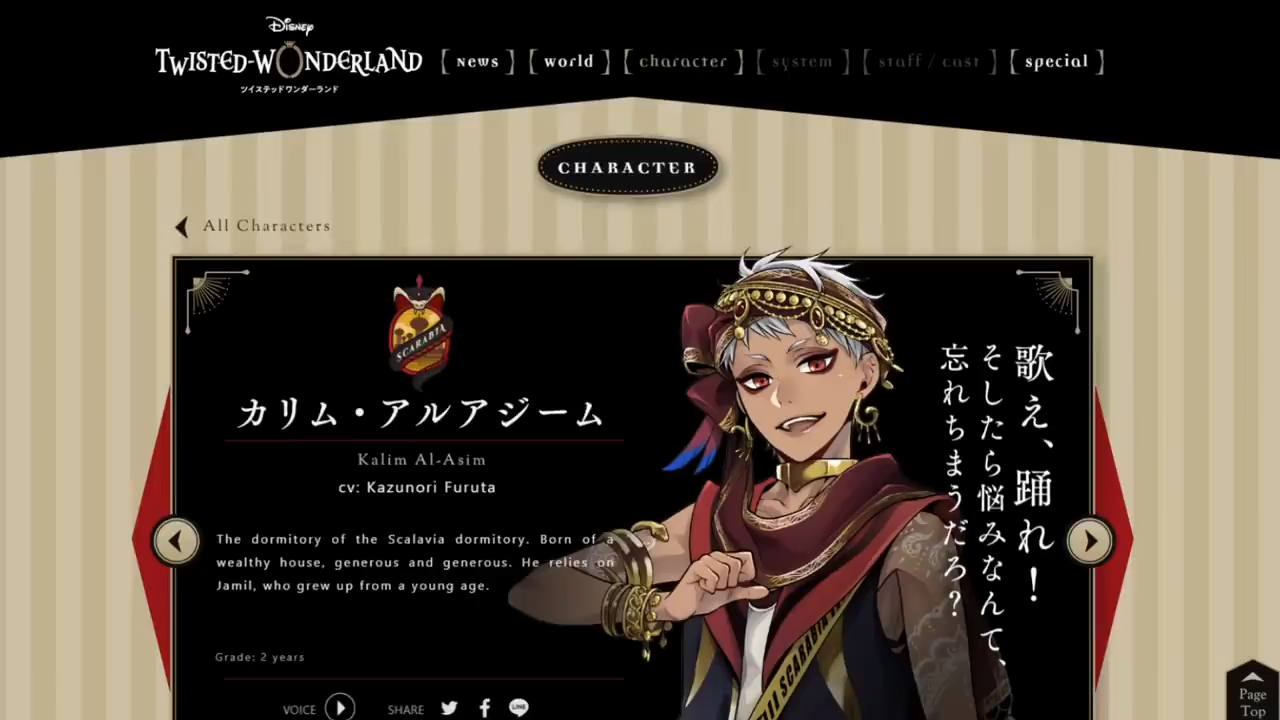 Disney
TWISTED-WONDERLAND
ツイステッドワンダーランド
news
world
character
system
staff / cast
special
CHARACTER
All Characters
SCARABIA
カリム・アルアジーム
Kalim Al-Asim
cv: Kazunori Furuta
The dormitory of the Scalavia dormitory. Born of a
wealthy house, generous and generous. He relies on
Jamil, who grew up from a young age.
Grade: 2 years
VOICE
SHARE
LINE
歌え、踊れ！
そしたら悩みなんて、
忘れちまうだろ？
SCARABIA
Page
Top